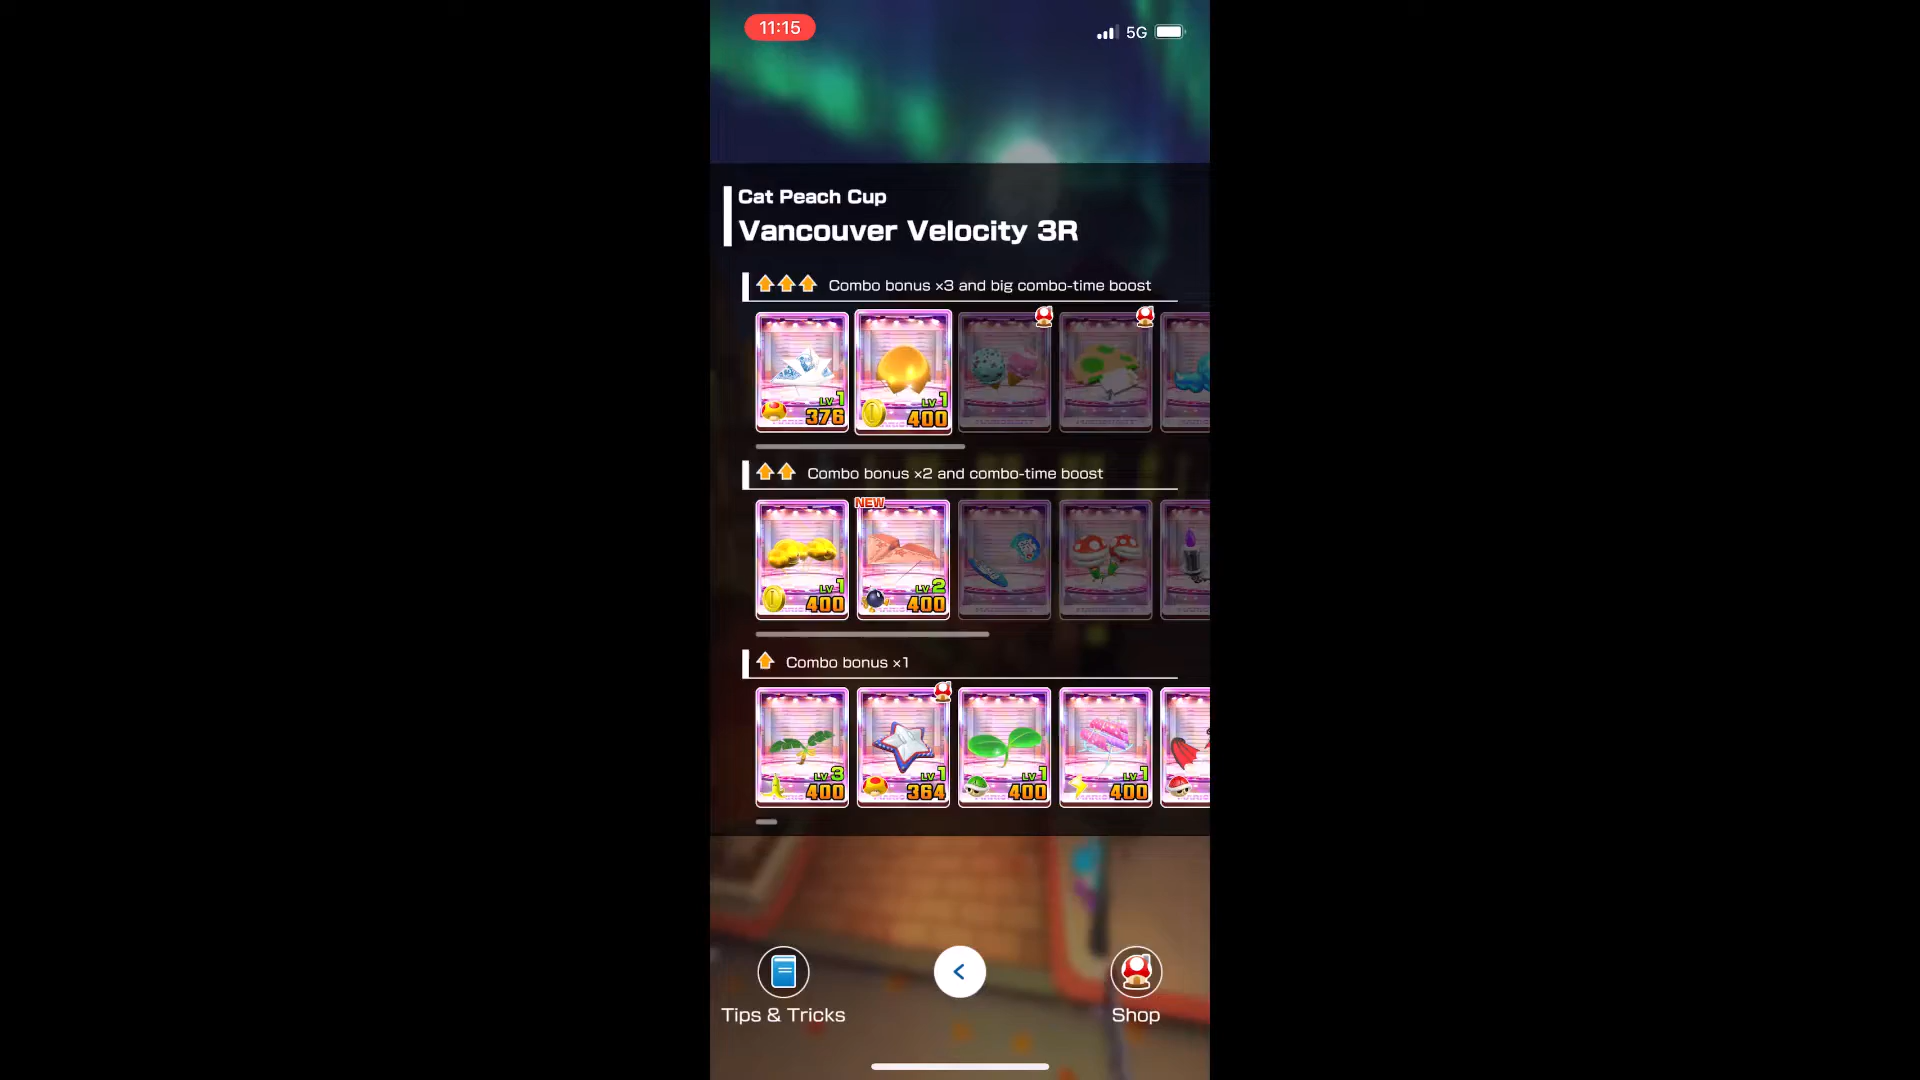 11:15
5G
Cat Peach Cup
Vancouver Velocity 3R
Combo bonus ×3 and big combo-time boost
LV.1
376
LV.1
400
Combo bonus ×2 and combo-time boost
NEW
LV.1
400
LV.2
400
Combo bonus ×1
LV.3
400
LV.1
364
LV.1
400
LV.1
400
Tips & Tricks
Shop